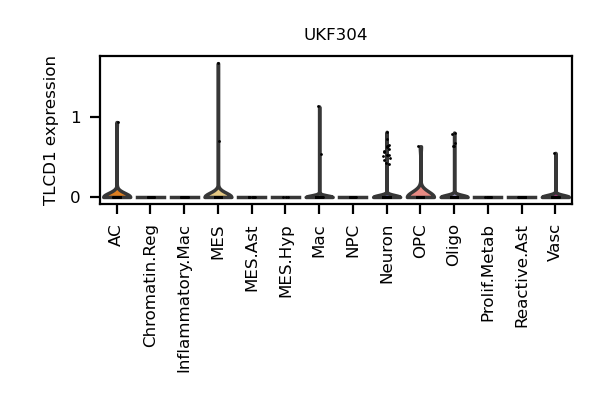 UKF304
TLCD1 expression
1
0
AC
Chromatin.Reg
Inflammatory.Mac
MES
MES.Ast
MES.Hyp
Mac
NPC
Neuron
OPC
Oligo
Prolif.Metab
Reactive.Ast
Vasc